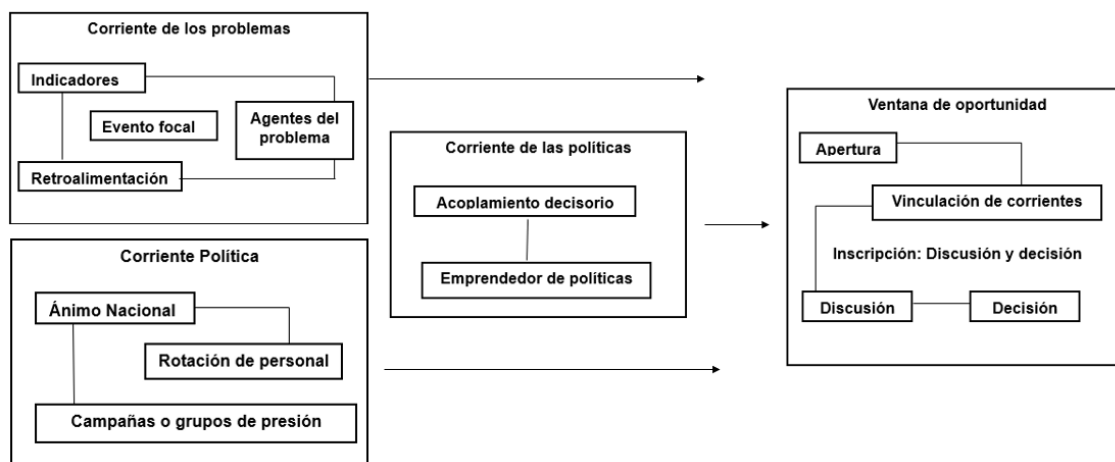 Corriente de los problemas
Indicadores
Evento focal
Agentes del
problema
Retroalimentación
Corriente Política
Ánimo Nacional
Rotación de personal
Campañas o grupos de presión
Corriente de las políticas
Acoplamiento decisorio
Emprendedor de políticas
Ventana de oportunidad
Apertura
Vinculación de corrientes
Inscripción: Discusión y decisión
Discusión
Decisión